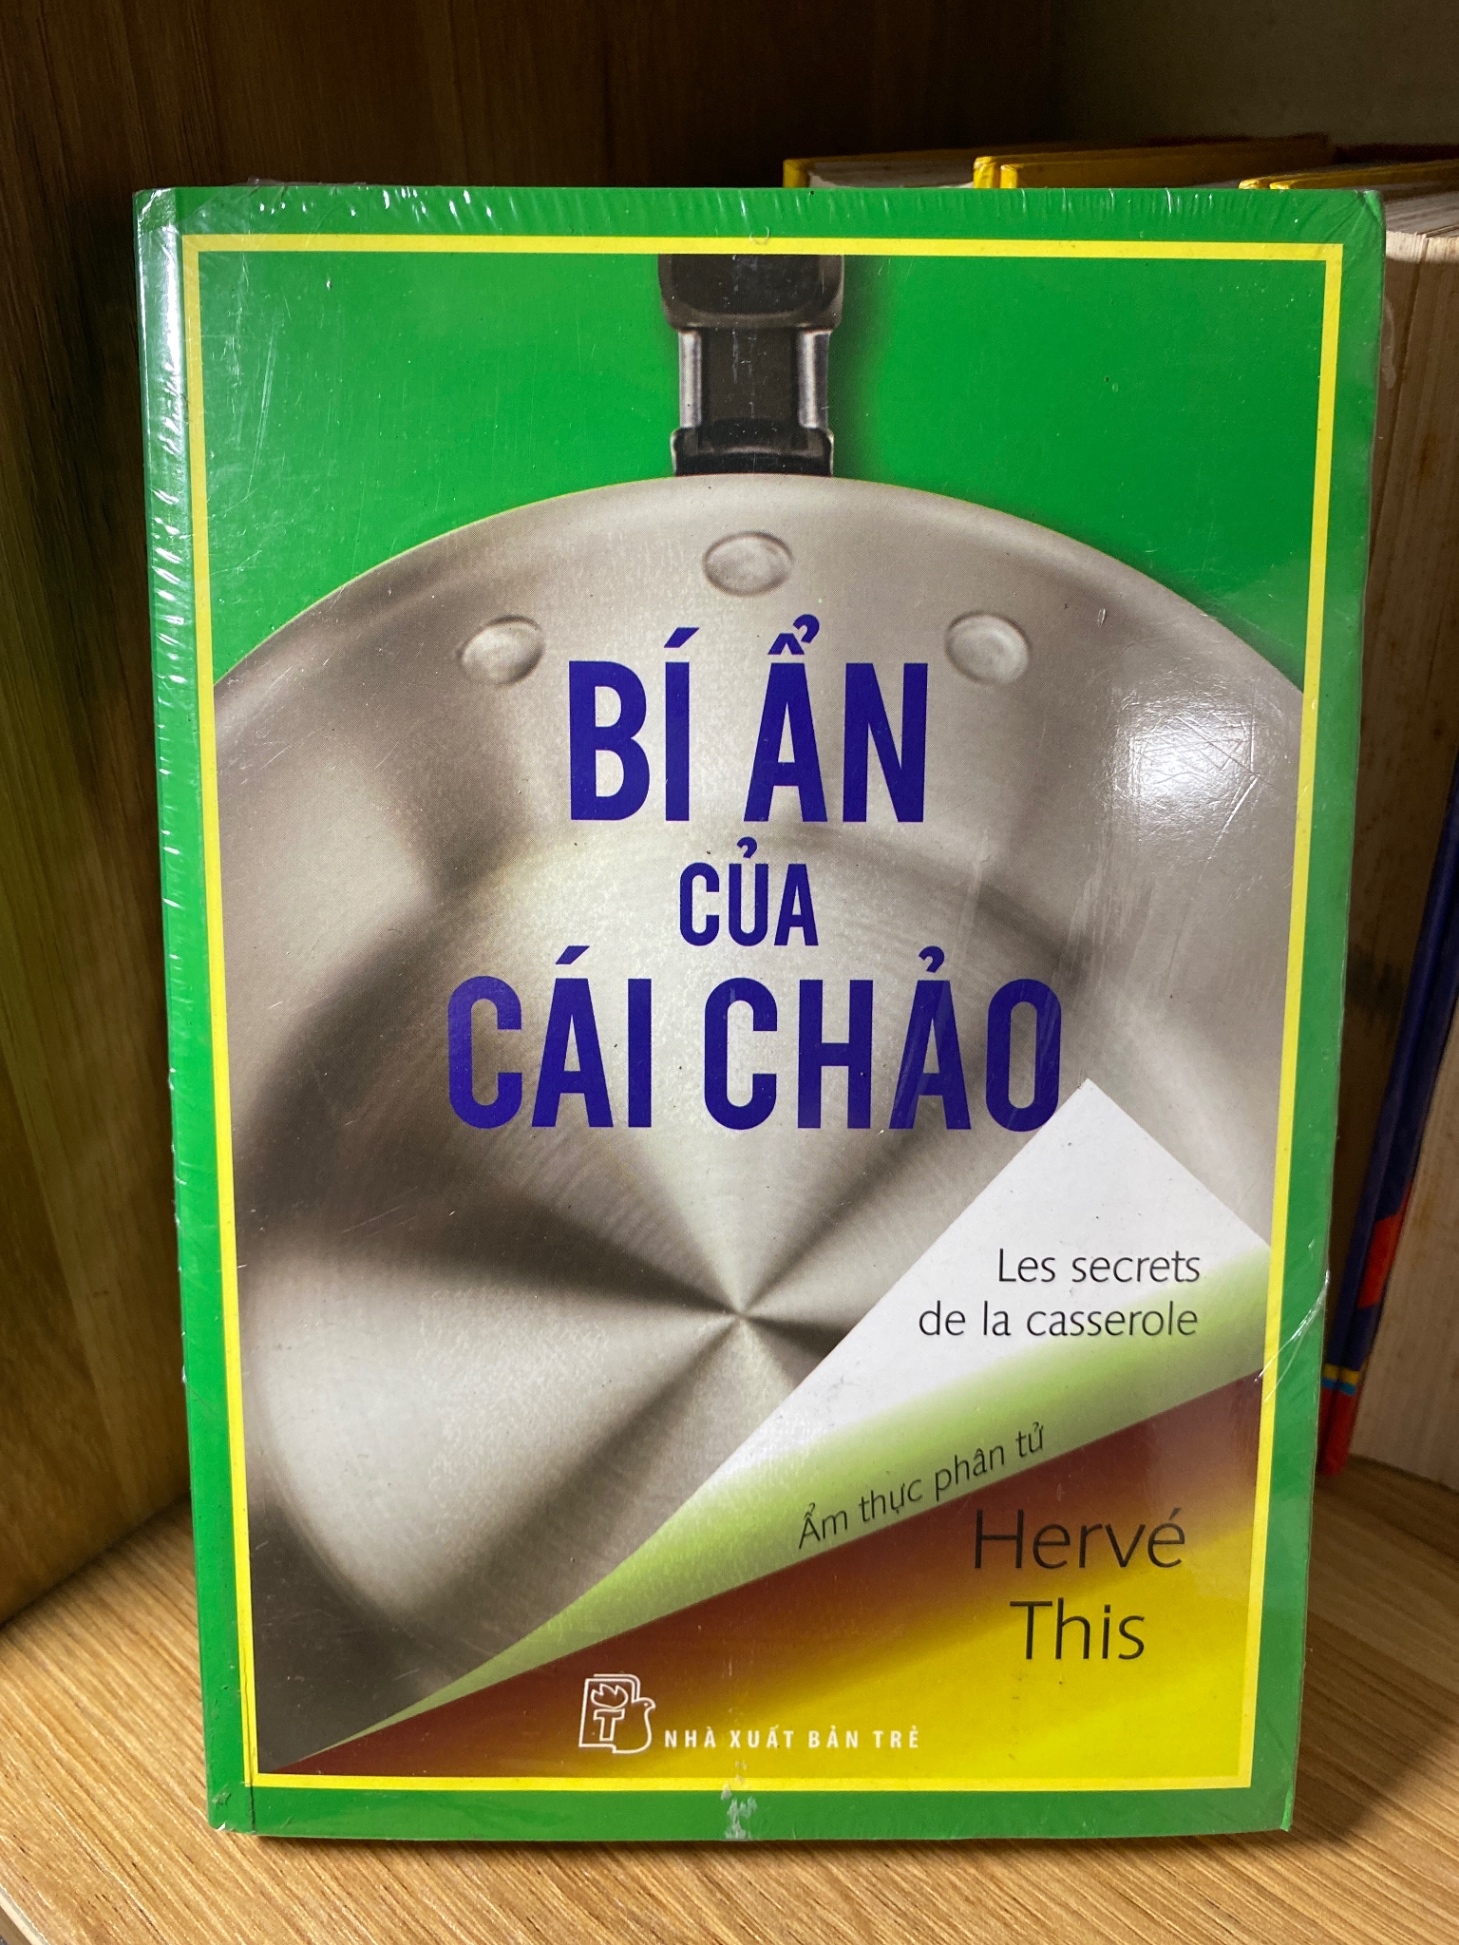 BÍ ẨN
CỦA
CÁI CHẢO
Les secrets
de la casserole
Ẩm thực phân tử
Hervé
This
NHÀ XUẤT BẢN TRẺ